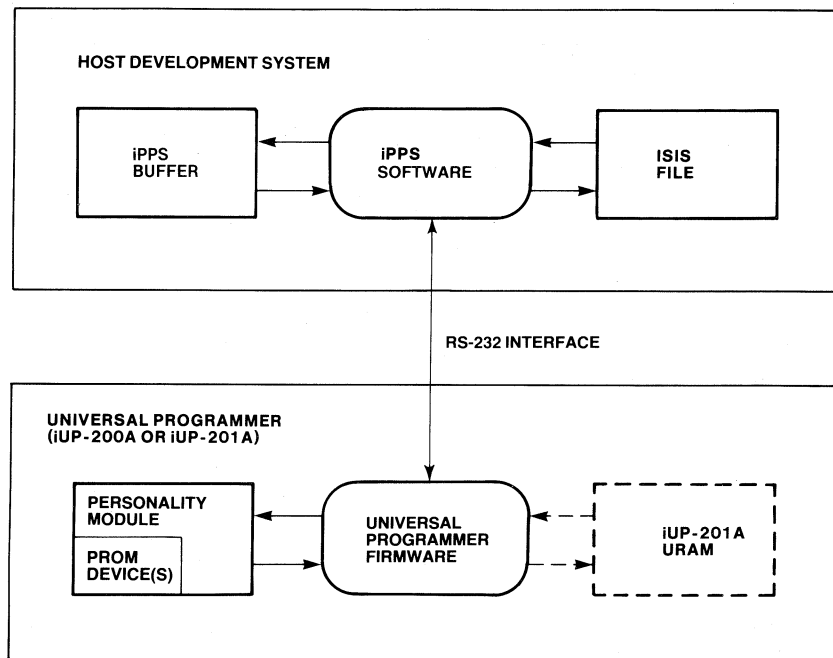 HOST DEVELOPMENT SYSTEM
iPPS
BUFFER
iPPS
SOFTWARE
ISIS
FILE
RS-232 INTERFACE
UNIVERSAL PROGRAMMER
(iUP-200A OR iUP-201A)
PERSONALITY
MODULE
PROM
DEVICE(S)
UNIVERSAL
PROGRAMMER
FIRMWARE
iUP-201A
URAM